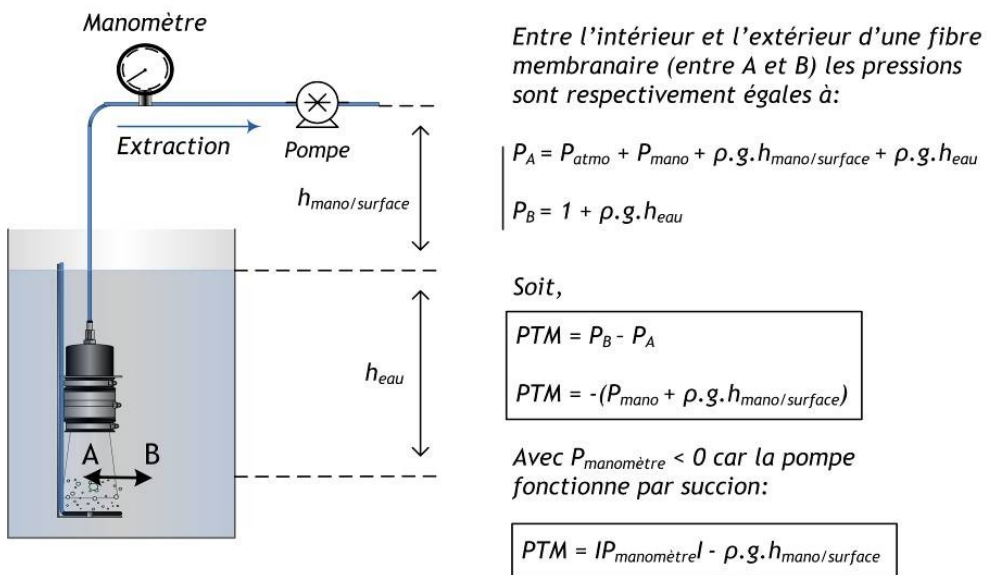 Manomètre
Extraction
Pompe
h_mano/surface
h_eau
A B
Entre l'intérieur et l'extérieur d'une fibre
membranaire (entre A et B) les pressions
sont respectivement égales à:
P_A = P_atmo + P_mano + ρ.g.h_mano/surface + ρ.g.h_eau
P_B = 1 + ρ.g.h_eau
Soit,
PTM = P_B - P_A
PTM = -(P_mano + ρ.g.h_mano/surface)
Avec P_manomètre < 0 car la pompe
fonctionne par succion:
PTM = IP_manomètreI - ρ.g.h_mano/surface